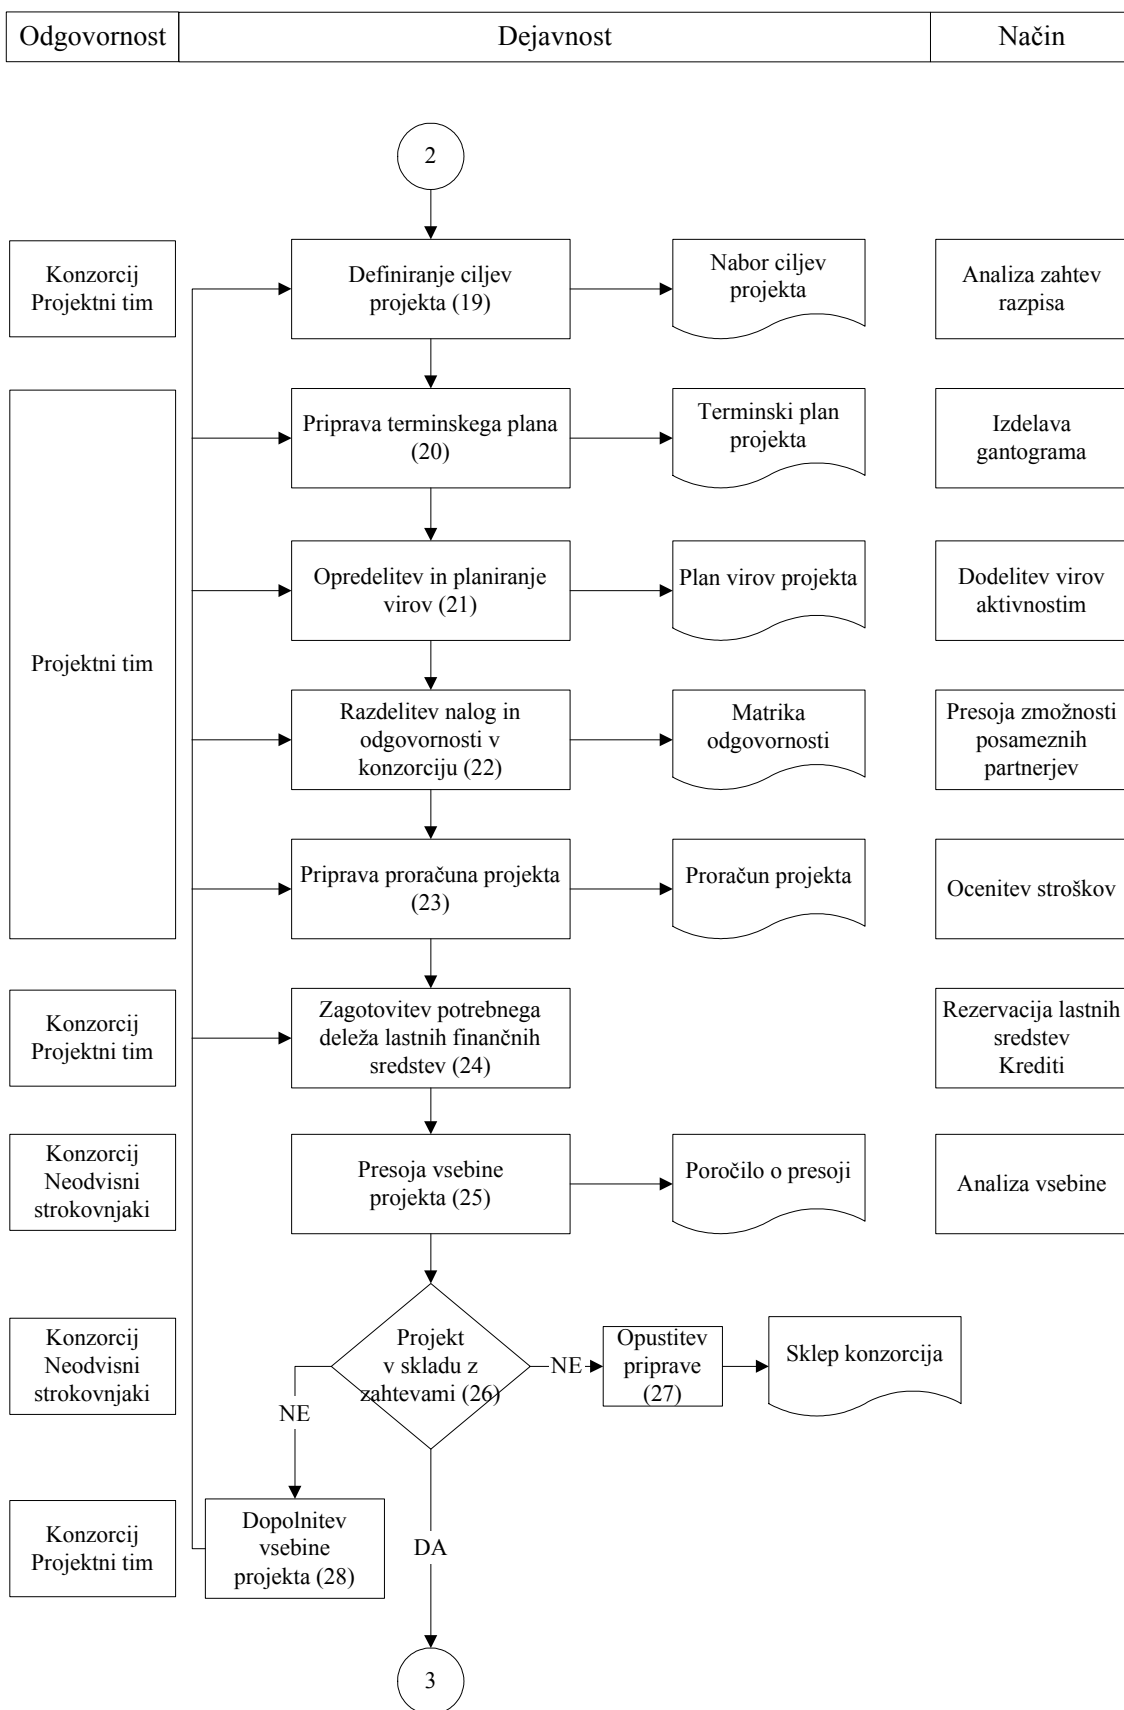 Odgovornost
Dejavnost
Način
2
Konzorcij
Projektni tim
Definiranje ciljev
projekta (19)
Nabor ciljev
projekta
Analiza zahtev
razpisa
Projektni tim
Priprava terminskega plana
(20)
Terminski plan
projekta
Izdelava
gantograma
Opredelitev in planiranje
virov (21)
Plan virov projekta
Dodelitev virov
aktivnostim
Razdelitev nalog in
odgovornosti v
konzorciju (22)
Matrika
odgovornosti
Presoja zmožnosti
posameznih
partnerjev
Priprava proračuna projekta
(23)
Proračun projekta
Ocenitev stroškov
Konzorcij
Projektni tim
Zagotovitev potrebnega
deleža lastnih finančnih
sredstev (24)
Rezervacija lastnih
sredstev
Krediti
Konzorcij
Neodvisni
strokovnjaki
Presoja vsebine
projekta (25)
Poročilo o presoji
Analiza vsebine
Konzorcij
Neodvisni
strokovnjaki
Projekt
v skladu z
zahtevami (26)
NE
Opustitev
priprave
(27)
Sklep konzorcija
NE
Konzorcij
Projektni tim
Dopolnitev
vsebine
projekta (28)
DA
3